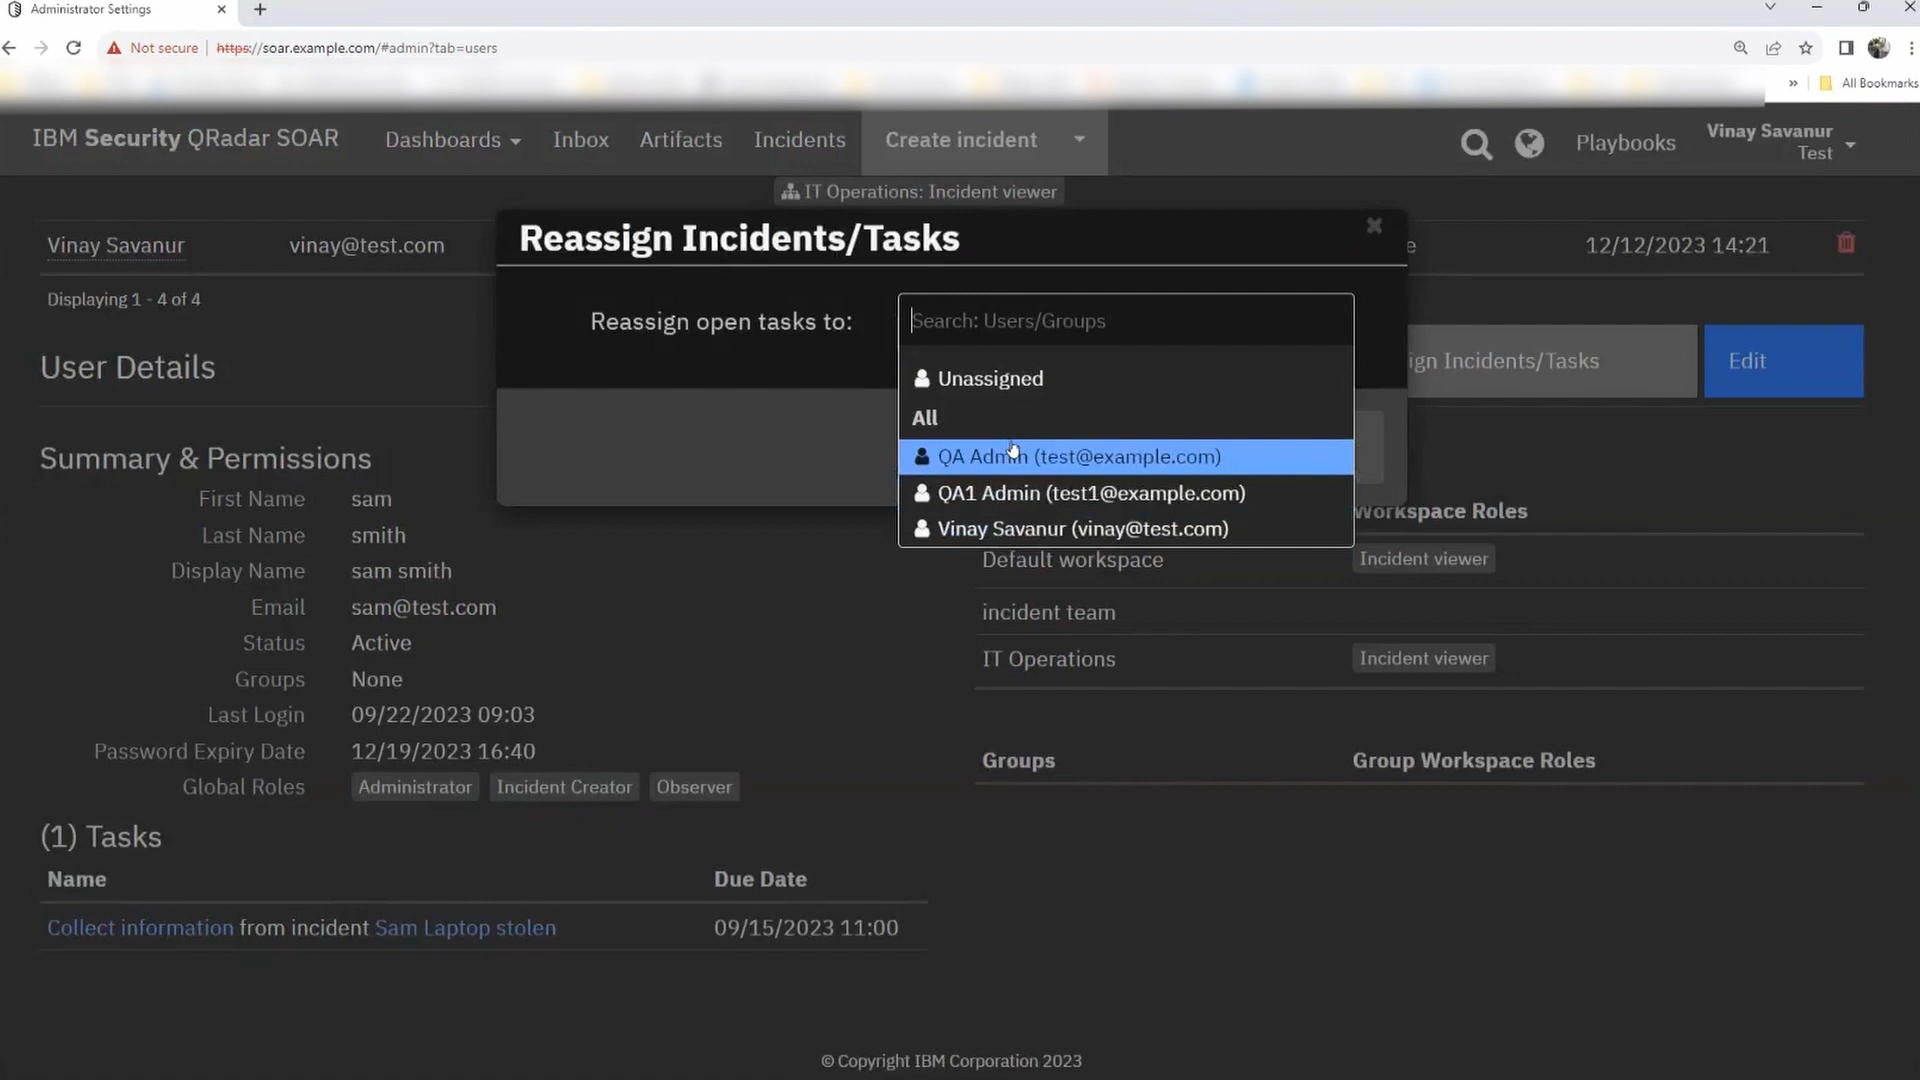 Administrator Settings
Not secure https://soar.example.com/#admin?tab=users
All Bookmarks
IBM Security QRadar SOAR Dashboards Inbox Artifacts Incidents Create incident Playbooks Vinay Savanur
Test
IT Operations: Incident viewer
Reassign Incidents/Tasks
Vinay Savanur vinay@test.com 12/12/2023 14:21
Displaying 1 - 4 of 4
Reassign open tasks to: Search: Users/Groups
User Details
ign Incidents/Tasks Edit
Unassigned
All
QA Admin (test@example.com)
QA1 Admin (test1@example.com)
Vinay Savanur (vinay@test.com)
Summary & Permissions
First Name sam
Last Name smith
Display Name sam smith
Email sam@test.com
Status Active
Groups None
Last Login 09/22/2023 09:03
Password Expiry Date 12/19/2023 16:40
Global Roles Administrator Incident Creator Observer
Workspace Roles
Default workspace Incident viewer
incident team
IT Operations Incident viewer
Groups Group Workspace Roles
(1) Tasks
Name Due Date
Collect information from incident Sam Laptop stolen 09/15/2023 11:00
© Copyright IBM Corporation 2023